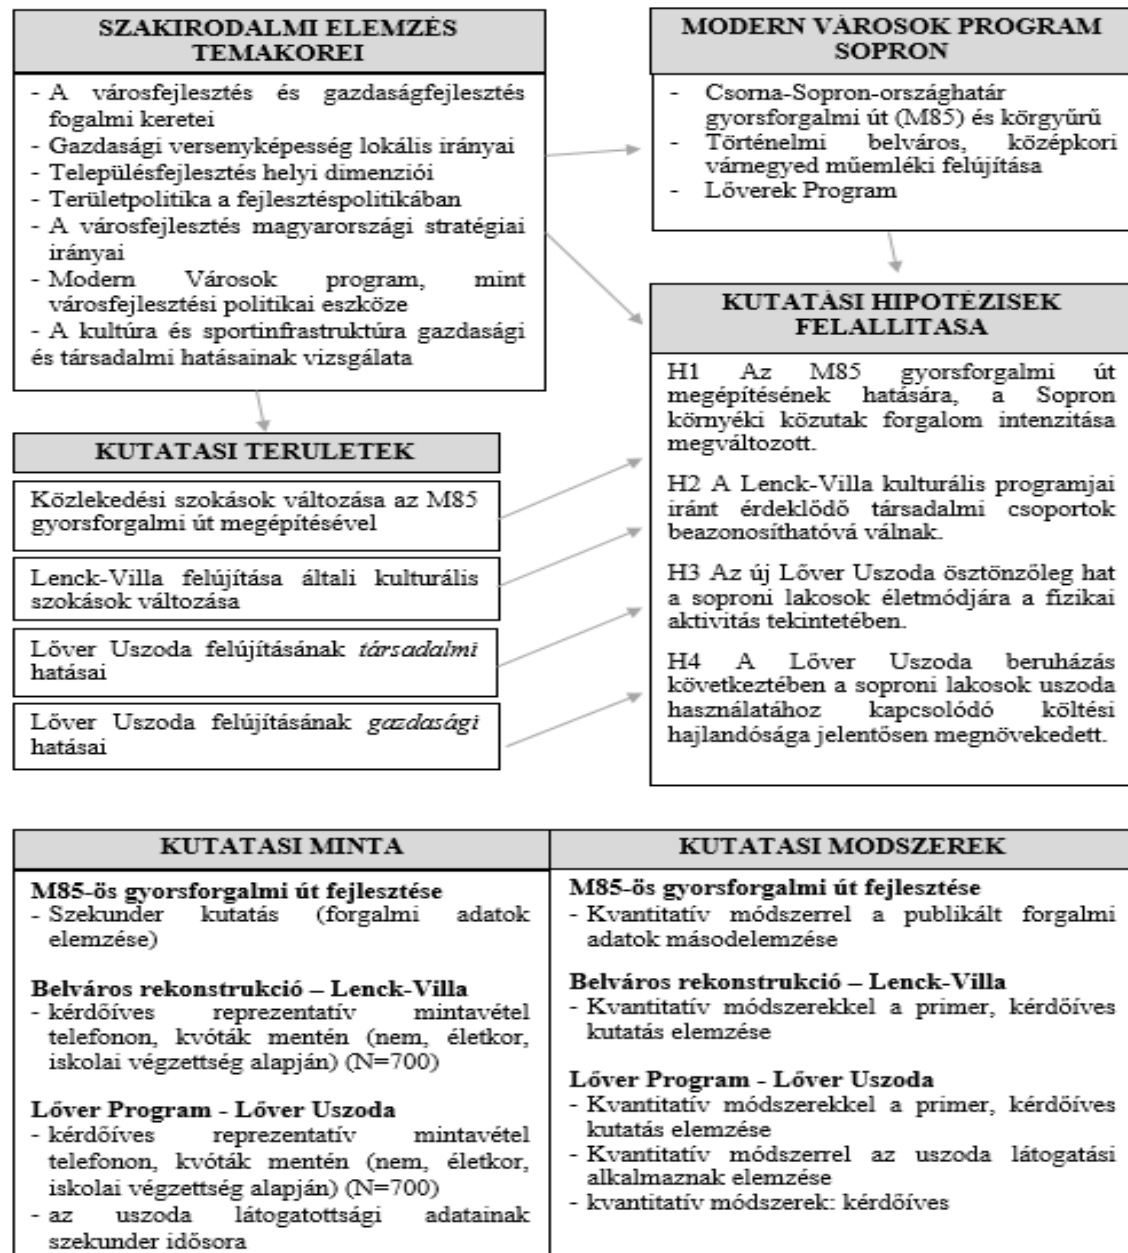 SZAKIRODALMI ELEMZÉS
TEMAKOREI
- A városfejlesztés és gazdaságfejlesztés
fogalmi keretei
- Gazdasági versenyképesség lokális irányai
- Településfejlesztés helyi dimenziói
- Területpolitika a fejlesztéspolitikában
- A városfejlesztés magyarországi stratégiai
irányai
- Modern Városok program, mint
városfejlesztési politikai eszköze
- A kultúra és sportinfrastruktúra gazdasági
és társadalmi hatásainak vizsgálata
MODERN VÁROSOK PROGRAM
SOPRON
- Csorna-Sopron-országhatár
gyorsforgalmi út (M85) és körgyűrű
- Történelmi belváros, középkori
várnegyed műemléki felújítása
- Lőverek Program
KUTATASI TERULETEK
Közlekedési szokások változása az M85
gyorsforgalmi út megépítésével
Lenck-Villa felújítása általi kulturális
szokások változása
Lőver Uszoda felújításának társadalmi
hatásai
Lőver Uszoda felújításának gazdasági
hatásai
KUTATÁSI HIPOTÉZISEK
FELALLITASA
H1 Az M85 gyorsforgalmi út
megépítésének hatására, a Sopron
környéki közutak forgalom intenzitása
megváltozott.
H2 A Lenck-Villa kulturális programjai
iránt érdeklődő társadalmi csoportok
beazonosíthatóvá válnak.
H3 Az új Lőver Uszoda ösztönzőleg hat
a soproni lakosok életmódjára a fizikai
aktivitás tekintetében.
H4 A Lőver Uszoda beruházás
következtében a soproni lakosok uszoda
használatához kapcsolódó költési
hajlandósága jelentősen megnövekedett.
KUTATASI MINTA
M85-ös gyorsforgalmi út fejlesztése
- Szekunder kutatás (forgalmi adatok
elemzése)
Belváros rekonstrukció – Lenck-Villa
- kérdőíves reprezentatív mintavétel
telefonon, kvóták mentén (nem, életkor,
iskolai végzettség alapján) (N=700)
Lőver Program - Lőver Uszoda
- kérdőíves reprezentatív mintavétel
telefonon, kvóták mentén (nem, életkor,
iskolai végzettség alapján) (N=700)
- az uszoda látogatottsági adatainak
szekunder idősora
KUTATASI MODSZEREK
M85-ös gyorsforgalmi út fejlesztése
- Kvantitatív módszerrel a publikált forgalmi
adatok másodelemzése
Belváros rekonstrukció – Lenck-Villa
- Kvantitatív módszerekkel a primer, kérdőíves
kutatás elemzése
Lőver Program - Lőver Uszoda
- Kvantitatív módszerekkel a primer, kérdőíves
kutatás elemzése
- Kvantitatív módszerrel az uszoda látogatási
alkalmaznak elemzése
- kvantitatív módszerek: kérdőíves